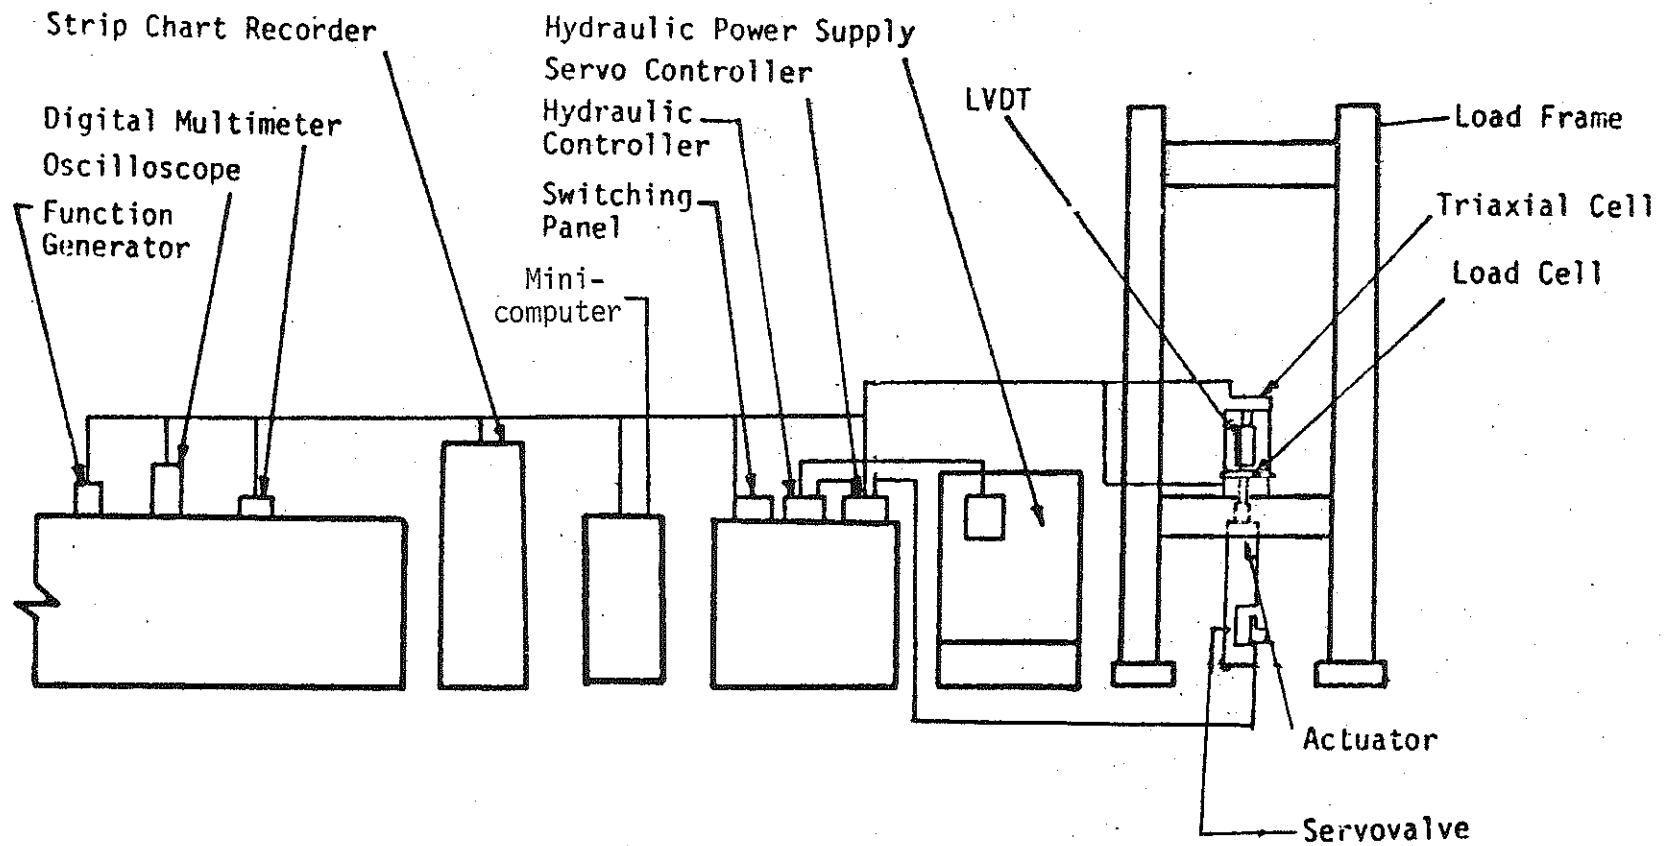 Strip Chart Recorder
Digital Multimeter
Oscilloscope
Function
Generator
Hydraulic Power Supply
Servo Controller
Hydraulic
Controller
Switching
Panel
Mini-
computer
LVDT
Load Frame
Triaxial Cell
Load Cell
Actuator
Servovalve